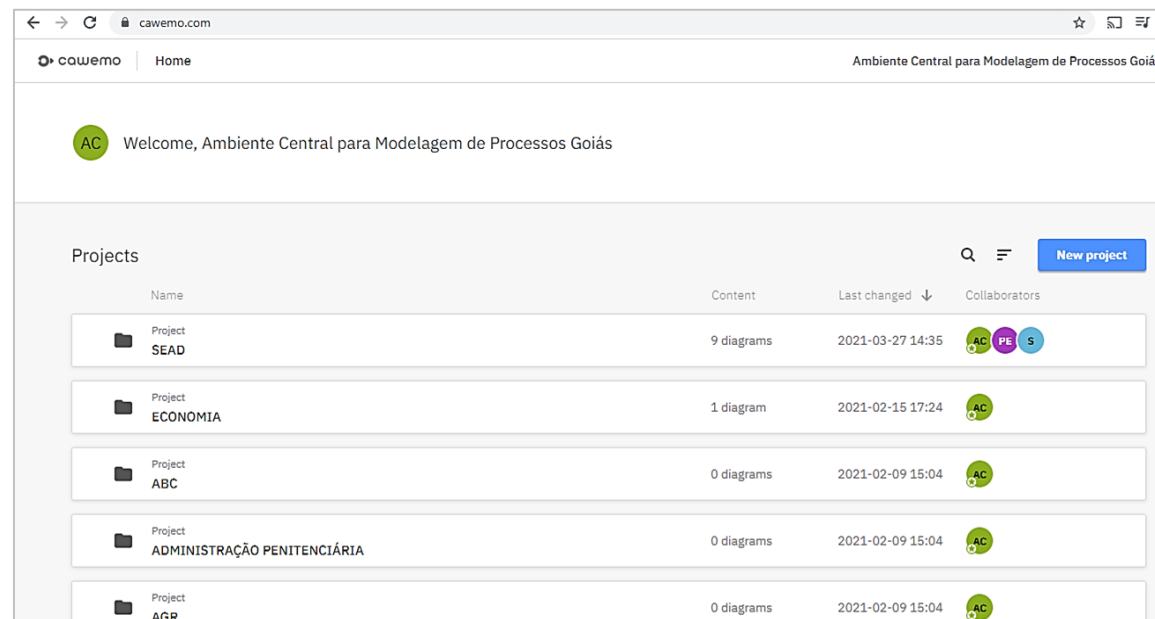 cawemo.com
cawemo Home Ambiente Central para Modelagem de Processos Goiá
AC Welcome, Ambiente Central para Modelagem de Processos Goiás
Projects New project
Name Content Last changed Collaborators
Project
SEAD 9 diagrams 2021-03-27 14:35 AC PE S
Project
ECONOMIA 1 diagram 2021-02-15 17:24 AC
Project
ABC 0 diagrams 2021-02-09 15:04 AC
Project
ADMINISTRAÇÃO PENITENCIÁRIA 0 diagrams 2021-02-09 15:04 AC
Project
AGR 0 diagrams 2021-02-09 15:04 AC